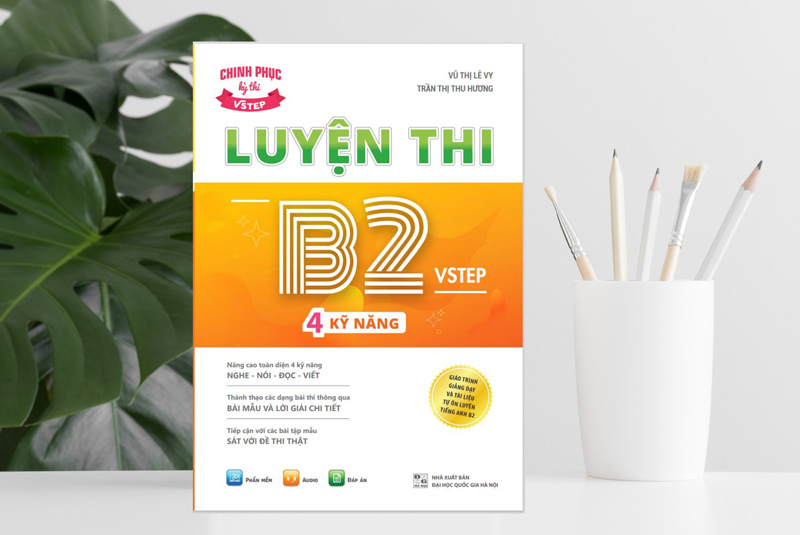 CHINH PHỤC
kỳ thi
VSTEP
VŨ THỊ LÊ VY
TRẦN THỊ THU HƯƠNG
LUYỆN THI
B2
VSTEP
4 KỸ NĂNG
Nâng cao toàn diện 4 kỹ năng
NGHE - NÓI - ĐỌC - VIẾT
Thành thạo các dạng bài thi thông qua
BÀI MẪU VÀ LỜI GIẢI CHI TIẾT
Tiếp cận với các bài tập mẫu
SÁT VỚI ĐỀ THI THẬT
GIÁO TRÌNH
GIẢNG DẠY
VÀ TÀI LIỆU
TỰ ÔN LUYỆN
TIẾNG ANH B2
PHẦN MỀM
AUDIO
ĐÁP ÁN
NHÀ XUẤT BẢN
ĐẠI HỌC QUỐC GIA HÀ NỘI